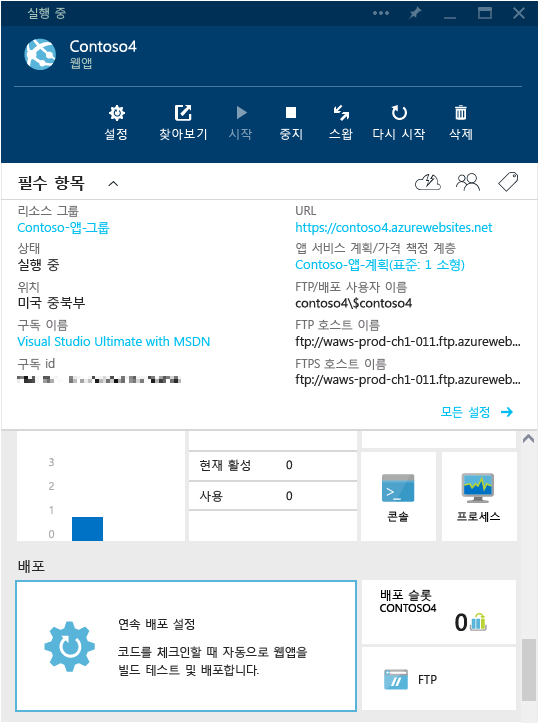 실행 중
Contoso4
웹앱
설정
찾아보기
시작
중지
스왑
다시 시작
삭제
필수 항목
리소스 그룹
Contoso-앱-그룹
상태
실행 중
위치
미국 중북부
구독 이름
Visual Studio Ultimate with MSDN
구독 id
URL
https://contoso4.azurewebsites.net
앱 서비스 계획/가격 책정 계층
Contoso-앱-계획(표준: 1 소형)
FTP/배포 사용자 이름
contoso4\$contoso4
FTP 호스트 이름
ftp://waws-prod-ch1-011.ftp.azureweb...
FTPS 호스트 이름
ftp://waws-prod-ch1-011.ftp.azureweb...
모든 설정
3
2
1
0
현재 활성 0
사용 0
콘솔
프로세스
배포
연속 배포 설정
코드를 체크인할 때 자동으로 웹앱을
빌드 테스트 및 배포합니다.
배포 슬롯
CONTOSO4
0
FTP